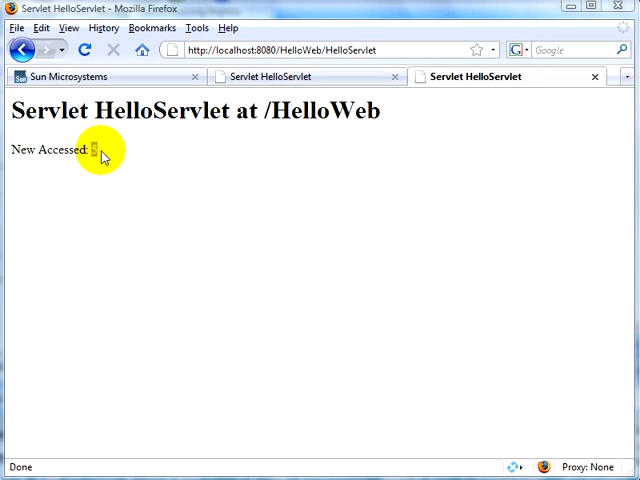 Servlet HelloServlet - Mozilla Firefox
File Edit View History Bookmarks Tools Help
http://localhost:8080/HelloWeb/HelloServlet
Google
Sun Microsystems
Servlet HelloServlet
Servlet HelloServlet
Servlet HelloServlet at /HelloWeb
New Accessed:
Done
Proxy: None